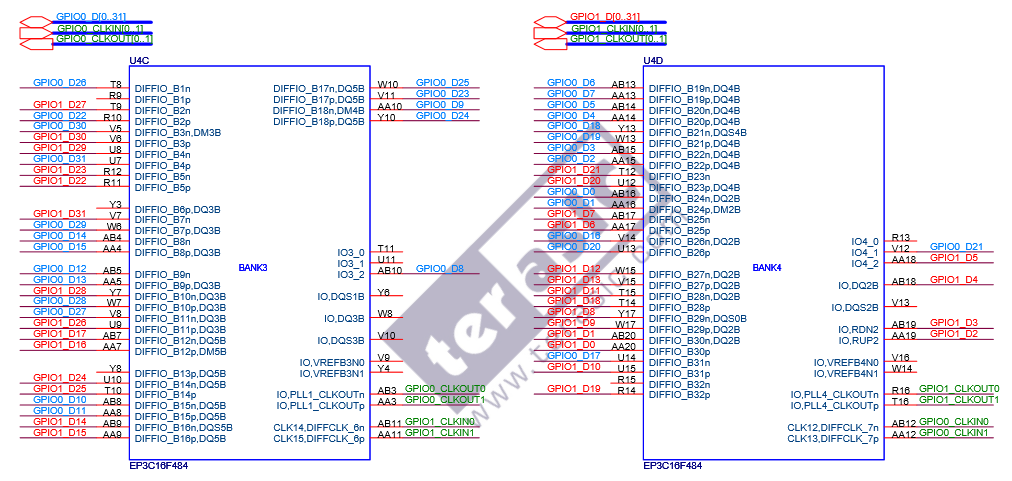 GPIO0_D[0..31]
GPIO0_CLKIN[0..1]
GPIO0_CLKOUT[0..1]
U4C
GPIO0_D26 T8 DIFFIO_B1n
R9 DIFFIO_B1p
GPIO1_D27 T9 DIFFIO_B2n
GPIO0_D22 R10 DIFFIO_B2p
GPIO0_D30 V5 DIFFIO_B3n,DM3B
GPIO1_D30 V6 DIFFIO_B3p
GPIO1_D29 U8 DIFFIO_B4n
GPIO0_D31 U7 DIFFIO_B4p
GPIO1_D23 R12 DIFFIO_B5n
GPIO1_D22 R11 DIFFIO_B5p
Y3 DIFFIO_B6p,DQ3B
GPIO1_D31 V7 DIFFIO_B7n
GPIO0_D29 W6 DIFFIO_B7p,DQ3B
GPIO0_D14 AB4 DIFFIO_B8n
GPIO0_D15 AA4 DIFFIO_B8p,DQ3B
GPIO0_D12 AB5 DIFFIO_B9n
GPIO0_D13 AA5 DIFFIO_B9p,DQ3B
GPIO1_D28 Y7 DIFFIO_B10n,DQ3B
GPIO0_D28 W7 DIFFIO_B10p,DQ3B
GPIO0_D27 V8 DIFFIO_B11n,DQ3B
GPIO1_D26 U9 DIFFIO_B11p,DQ3B
GPIO1_D17 AB7 DIFFIO_B12n,DQ5B
GPIO1_D16 AA7 DIFFIO_B12p,DM5B
Y8 DIFFIO_B13p,DQ5B
GPIO1_D24 U10 DIFFIO_B14n,DQ5B
GPIO1_D25 T10 DIFFIO_B14p
GPIO0_D10 AB8 DIFFIO_B15n,DQ5B
GPIO0_D11 AA8 DIFFIO_B15p,DQ5B
GPIO1_D14 AB9 DIFFIO_B16n,DQS5B
GPIO1_D15 AA9 DIFFIO_B16p,DQ5B
BANK3
DIFFIO_B17n,DQ5B W10 GPIO0_D25
DIFFIO_B17p,DQ5B V11 GPIO0_D23
DIFFIO_B18n,DM4B AA10 GPIO0_D9
DIFFIO_B18p,DQ5B Y10 GPIO0_D24
IO3_0 T11
IO3_1 U11
IO3_2 AB10 GPIO0_D8
IO,DQS1B Y6
IO,DQ3B W8
IO,DQS3B V10
IO,VREFB3N0 V9
IO,VREFB3N1 Y4
IO,PLL1_CLKOUTn AB3 GPIO0_CLKOUT0
IO,PLL1_CLKOUTp AA3 GPIO0_CLKOUT1
CLK14,DIFFCLK_6n AB11 GPIO1_CLKIN0
CLK15,DIFFCLK_6p AA11 GPIO1_CLKIN1
EP3C16F484
GPIO1_D[0..31]
GPIO1_CLKIN[0..1]
GPIO1_CLKOUT[0..1]
U4D
GPIO0_D6 AB13 DIFFIO_B19n,DQ4B
GPIO0_D7 AA13 DIFFIO_B19p,DQ4B
GPIO0_D5 AB14 DIFFIO_B20n,DQ4B
GPIO0_D4 AA14 DIFFIO_B20p,DQ4B
GPIO0_D18 Y13 DIFFIO_B21n,DQS4B
GPIO0_D19 W13 DIFFIO_B21p,DQ4B
GPIO0_D3 AB15 DIFFIO_B22n,DQ4B
GPIO0_D2 AA15 DIFFIO_B22p,DQ4B
GPIO1_D21 T12 DIFFIO_B23n
GPIO1_D20 U12 DIFFIO_B23p,DQ4B
GPIO0_D0 AB16 DIFFIO_B24n,DQ2B
GPIO0_D1 AA16 DIFFIO_B24p,DM2B
GPIO1_D7 AB17 DIFFIO_B25n
GPIO1_D6 AA17 DIFFIO_B25p
GPIO0_D16 V14 DIFFIO_B26n,DQ2B
GPIO0_D20 U13 DIFFIO_B26p
GPIO1_D12 W15 DIFFIO_B27n,DQ2B
GPIO1_D13 V15 DIFFIO_B27p,DQ2B
GPIO1_D11 T15 DIFFIO_B28n,DQ2B
GPIO1_D18 T14 DIFFIO_B28p
GPIO1_D8 Y17 DIFFIO_B29n,DQS0B
GPIO1_D9 W17 DIFFIO_B29p,DQ2B
GPIO1_D1 AB20 DIFFIO_B30n,DQ2B
GPIO1_D0 AA20 DIFFIO_B30p
GPIO0_D17 U14 DIFFIO_B31n
GPIO1_D10 U15 DIFFIO_B31p
R15 DIFFIO_B32n
GPIO1_D19 R14 DIFFIO_B32p
BANK4
IO4_0 R13
IO4_1 V12 GPIO0_D21
IO4_2 AA18 GPIO1_D5
IO,DQ2B AB18 GPIO1_D4
IO,DQS2B V13
IO,RDN2 AB19 GPIO1_D3
IO,RUP2 AA19 GPIO1_D2
IO,VREFB4N0 V16
IO,VREFB4N1 W14
IO,PLL4_CLKOUTn R16 GPIO1_CLKOUT0
IO,PLL4_CLKOUTp T16 GPIO1_CLKOUT1
CLK12,DIFFCLK_7n AB12 GPIO0_CLKIN0
CLK13,DIFFCLK_7p AA12 GPIO0_CLKIN1
EP3C16F484
terasic